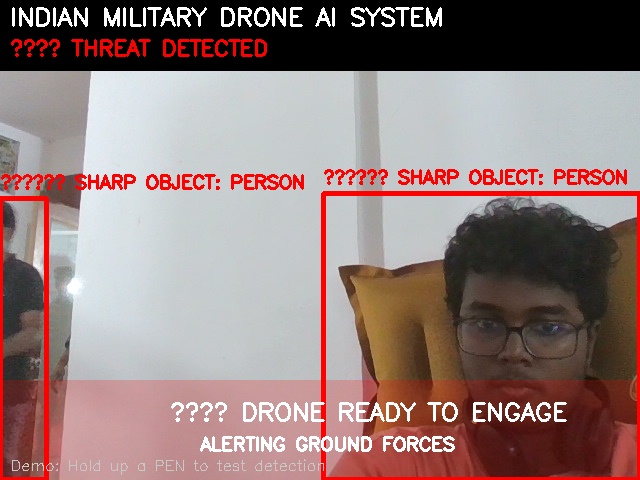 INDIAN MILITARY DRONE AI SYSTEM
???? THREAT DETECTED
?????? SHARP OBJECT: PERSON
?????? SHARP OBJECT: PERSON
???? DRONE READY TO ENGAGE
ALERTING GROUND FORCES
Demo: Hold up a PEN to test detection